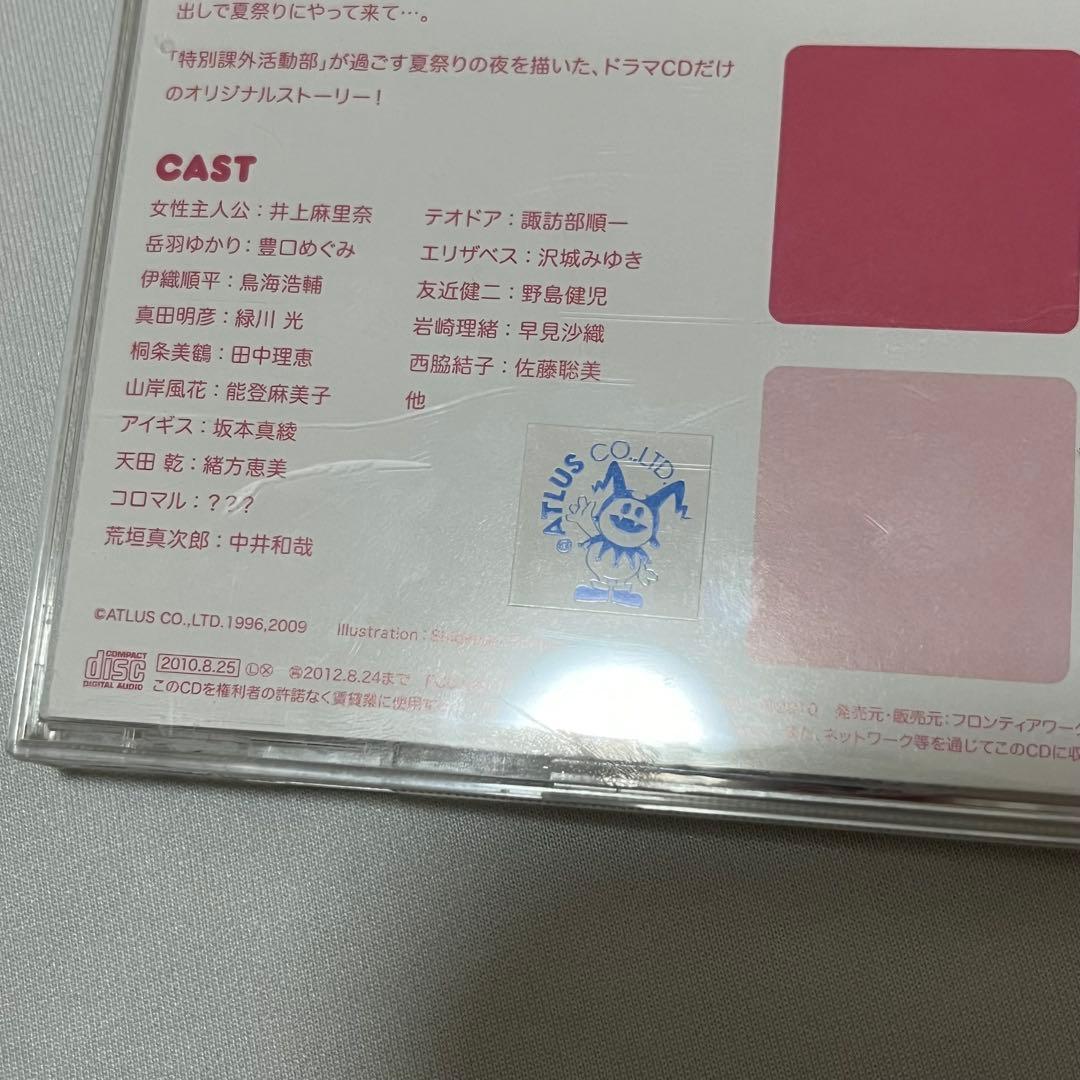 出しで夏祭りにやって来て…。
「特別課外活動部」が過ごす夏祭りの夜を描いた、ドラマCDだけ
のオリジナルストーリー!
CAST
女性主人公：井上麻里奈
岳羽ゆかり：豊口めぐみ
伊織順平：鳥海浩輔
真田明彦：緑川 光
桐条美鶴：田中理恵
山岸風花：能登麻美子
アイギス：坂本真綾
天田 乾：緒方恵美
コロマル：???
荒垣真次郎：中井和哉
テオドア：諏訪部順一
エリザベス：沢城みゆき
友近健二：野島健児
岩崎理緒：早見沙織
西脇結子：佐藤聡美
他
©ATLUS CO.,LTD.
©ATLUS CO.,LTD.1996,2009 Illustration :
COMPACT disc DIGITAL AUDIO 2010.8.25 Ⓛ× 2012.8.24まで 発売元・販売元：フロンティアワーク
このCDを権利者の許諾なく賃貸業に使用す ネットワーク等を通じてこのCDに収